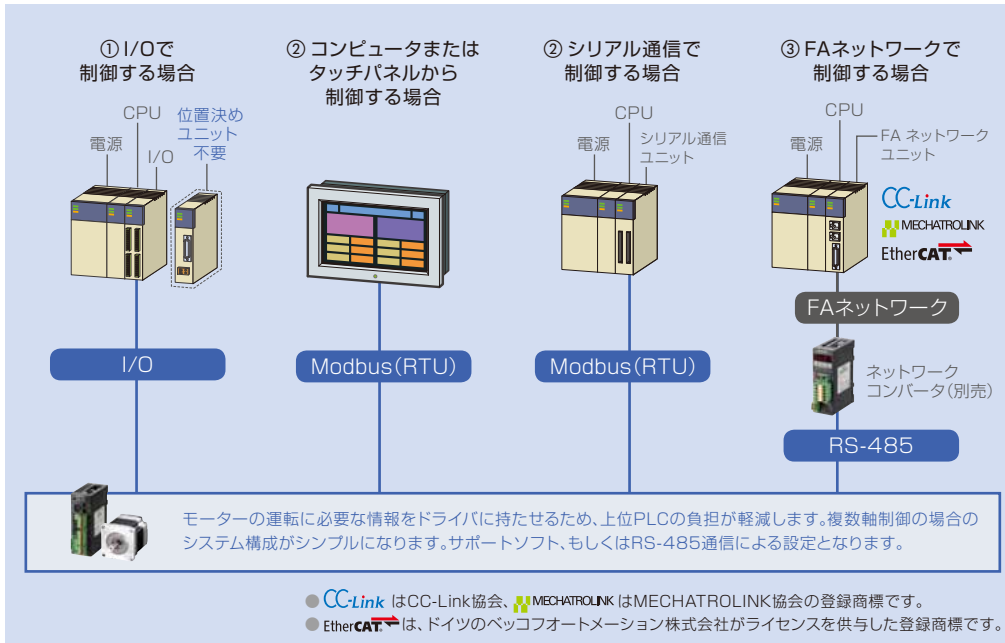 ① I/Oで
制御する場合
CPU
電源
I/O
位置決め
ユニット
不要
I/O
② コンピュータまたは
タッチパネルから
制御する場合
Modbus(RTU)
② シリアル通信で
制御する場合
CPU
電源
シリアル通信
ユニット
Modbus(RTU)
③ FAネットワークで
制御する場合
CPU
電源
FA ネットワーク
ユニット
CC-Link
MECHATROLINK
EtherCAT®
FAネットワーク
ネットワーク
コンバータ(別売)
RS-485
モーターの運転に必要な情報をドライバに持たせるため、上位PLCの負担が軽減します。複数軸制御の場合の
システム構成がシンプルになります。サポートソフト、もしくはRS-485通信による設定となります。
● CC-Link はCC-Link協会、 MECHATROLINK はMECHATROLINK協会の登録商標です。
● EtherCAT® は、ドイツのベッコフオートメーション株式会社がライセンスを供与した登録商標です。